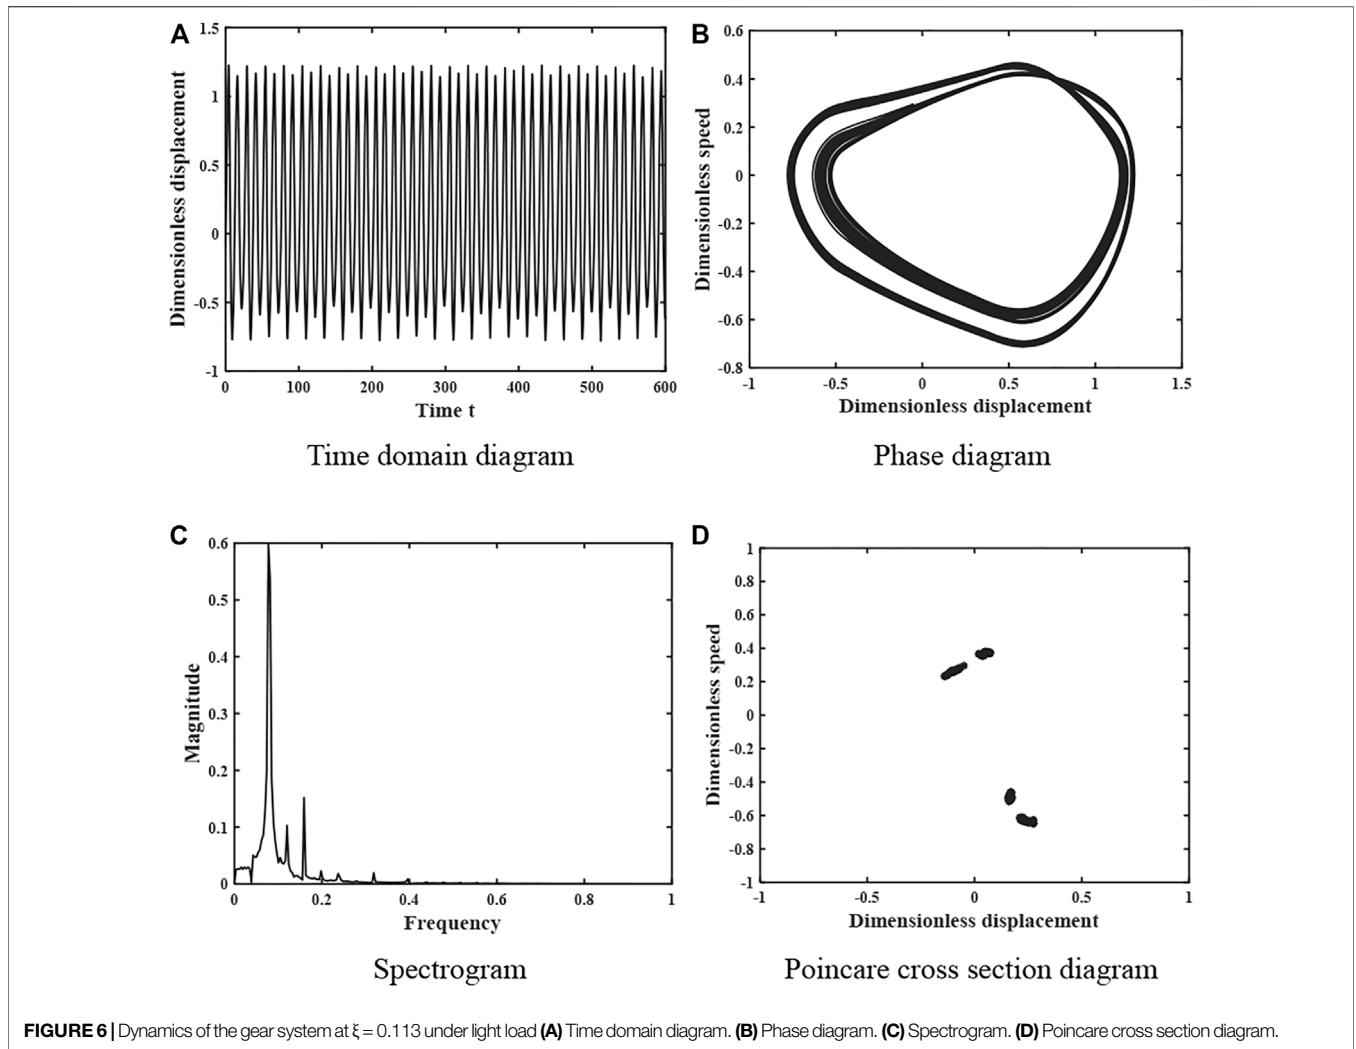 A
1.5
1
0.5
0
-0.5
-1
Dimensionless displacement
0 100 200 300 400 500 600
Time t
Time domain diagram
B
0.6
0.4
0.2
0
-0.2
-0.4
-0.6
-0.8
Dimensionless speed
-1 -0.5 0 0.5 1 1.5
Dimensionless displacement
Phase diagram
C
0.6
0.5
0.4
0.3
0.2
0.1
0
Magnitude
0 0.2 0.4 0.6 0.8 1
Frequency
Spectrogram
D
1
0.8
0.6
0.4
0.2
0
-0.2
-0.4
-0.6
-0.8
-1
Dimensionless speed
-1 -0.5 0 0.5 1
Dimensionless displacement
Poincare cross section diagram
FIGURE 6 | Dynamics of the gear system at ξ = 0.113 under light load (A) Time domain diagram. (B) Phase diagram. (C) Spectrogram. (D) Poincare cross section diagram.